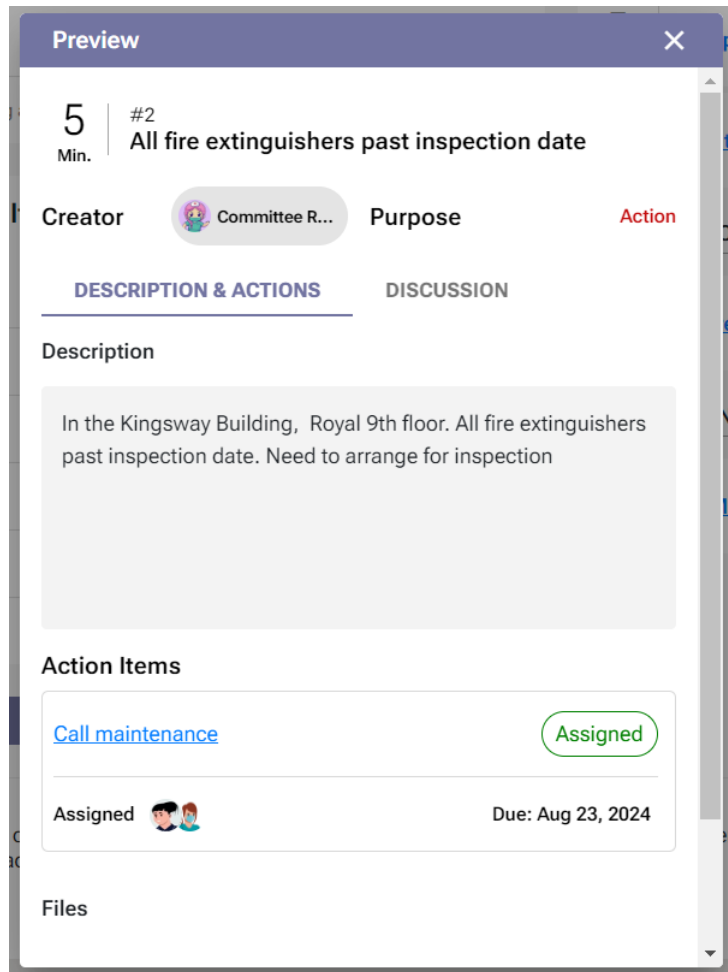 Preview
5
Min.
#2
All fire extinguishers past inspection date
Creator
Committee R...
Purpose
Action
DESCRIPTION & ACTIONS
DISCUSSION
Description
In the Kingsway Building,  Royal 9th floor. All fire extinguishers
past inspection date. Need to arrange for inspection
Action Items
Call maintenance
Assigned
Assigned
Due: Aug 23, 2024
Files